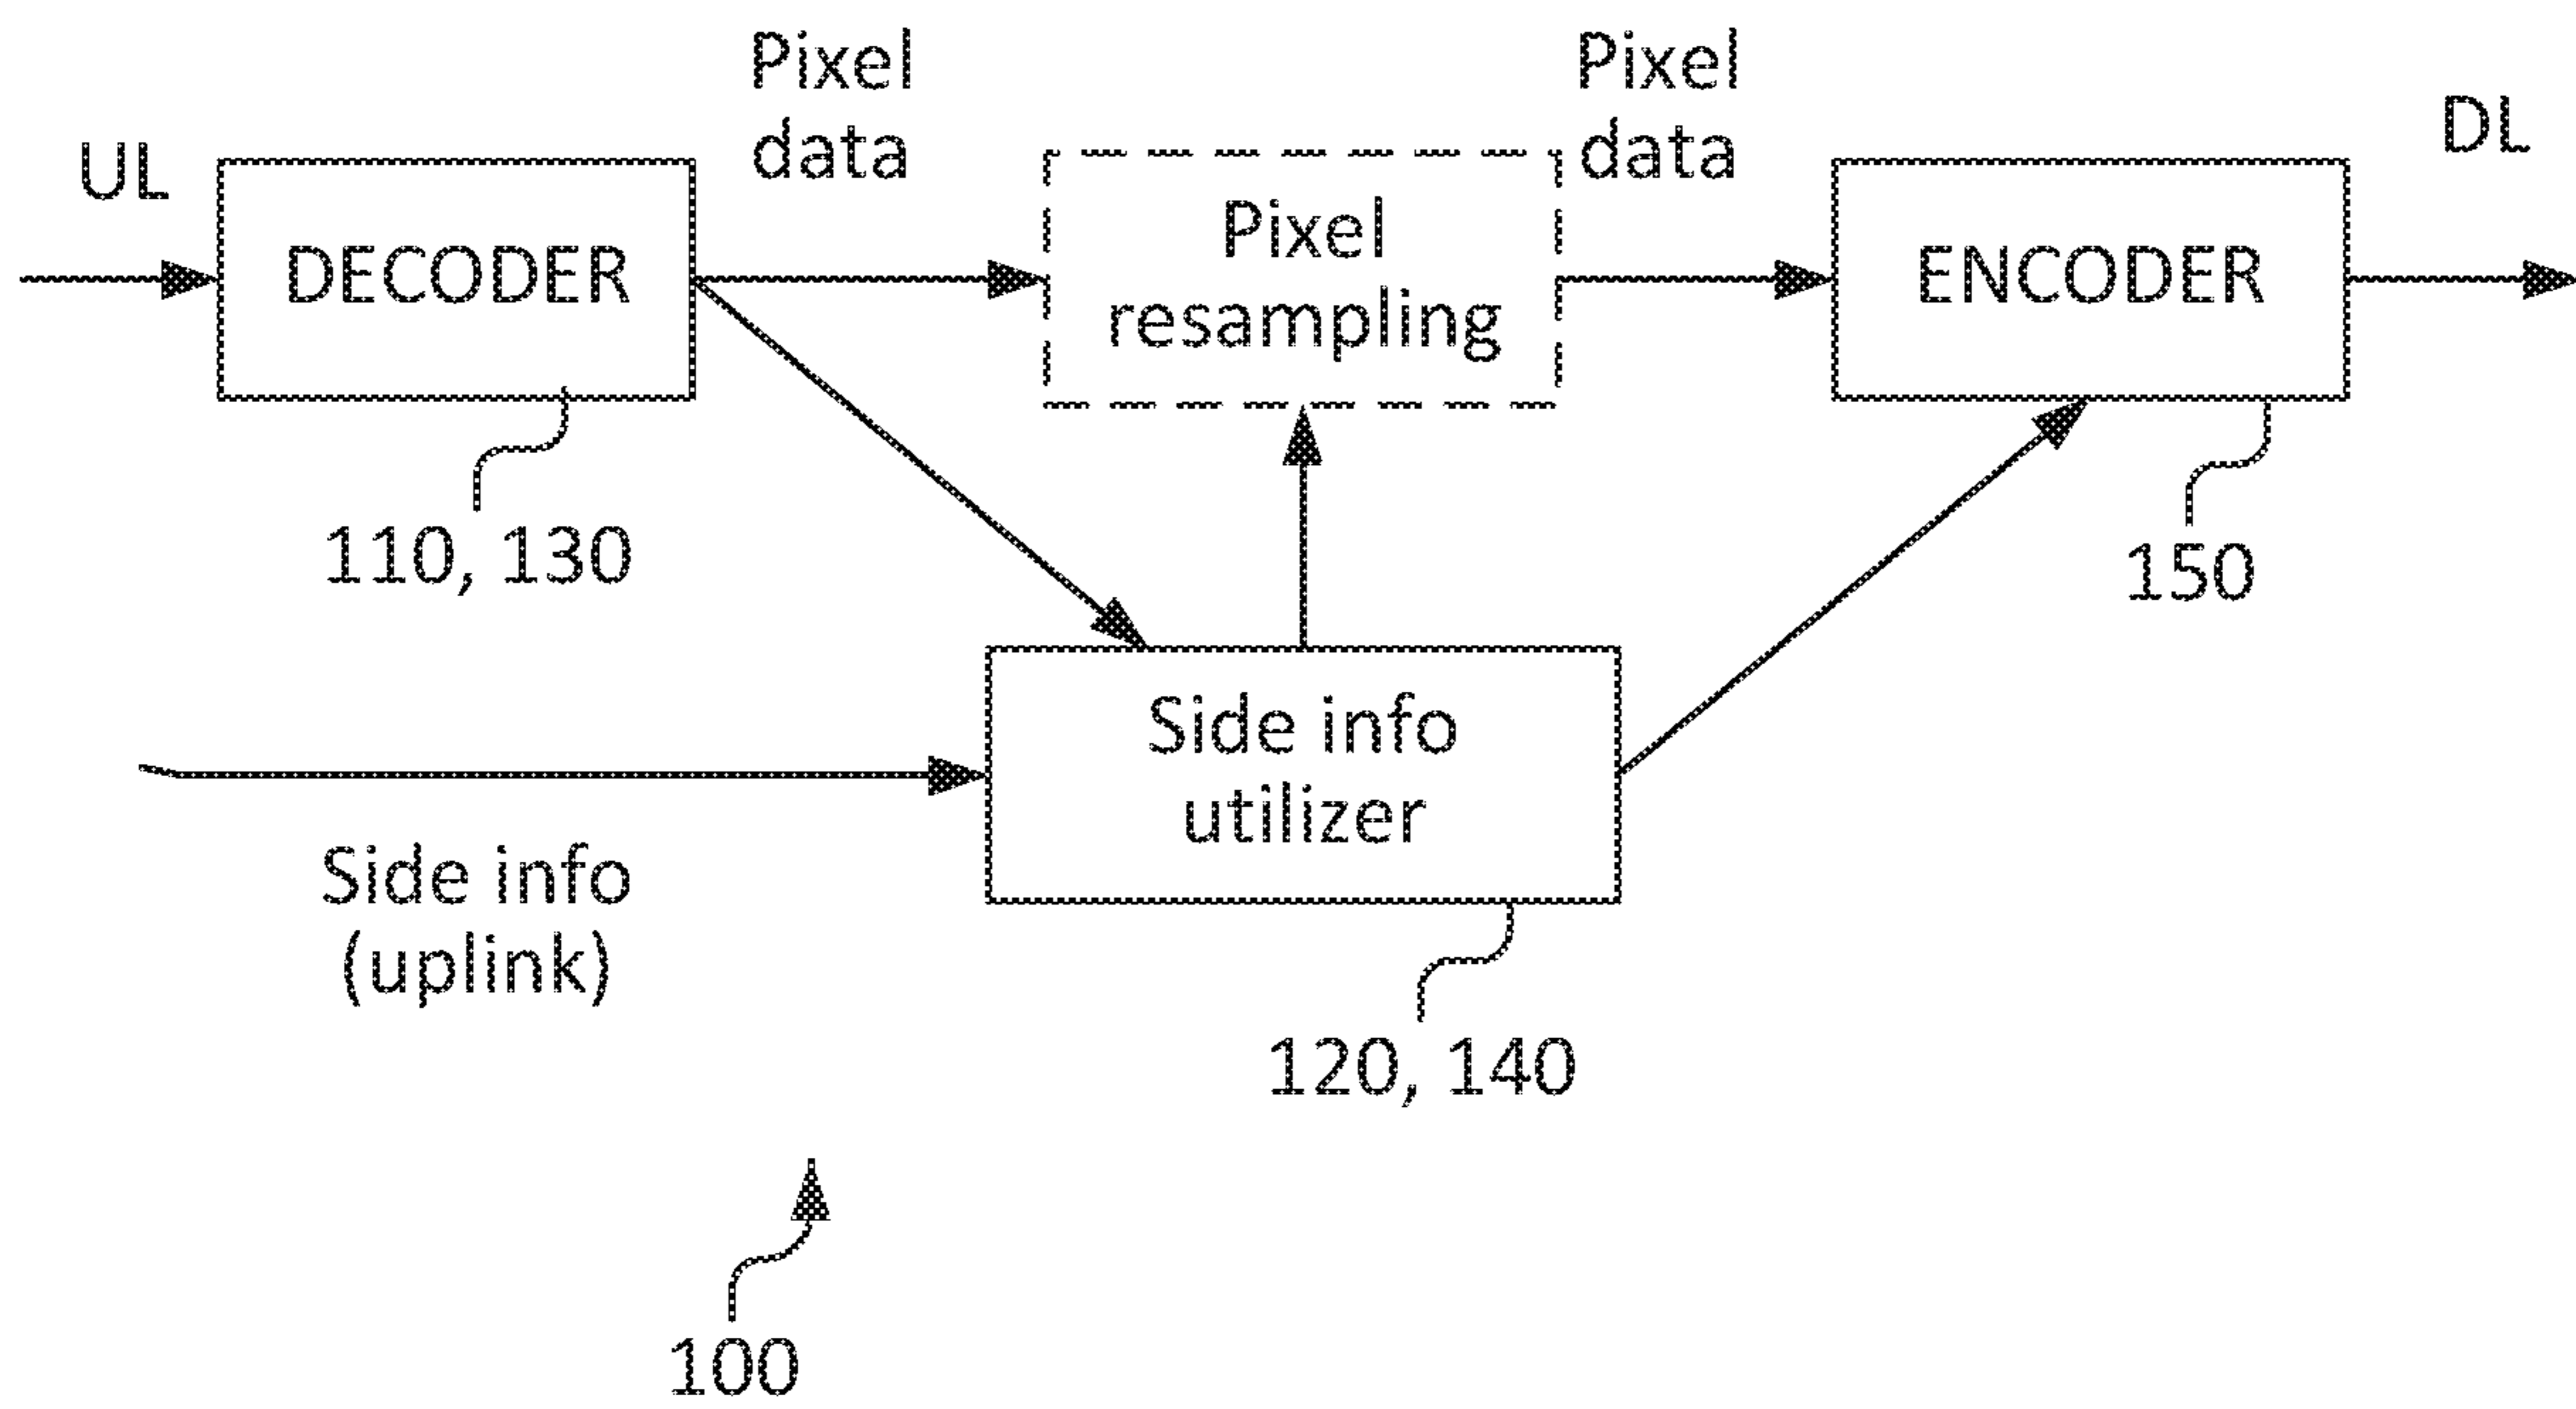 UL
DECODER
Pixel
data
Pixel
resampling
Pixel
data
ENCODER
DL
110, 130
150
Side info
(uplink)
Side info
utilizer
120, 140
100